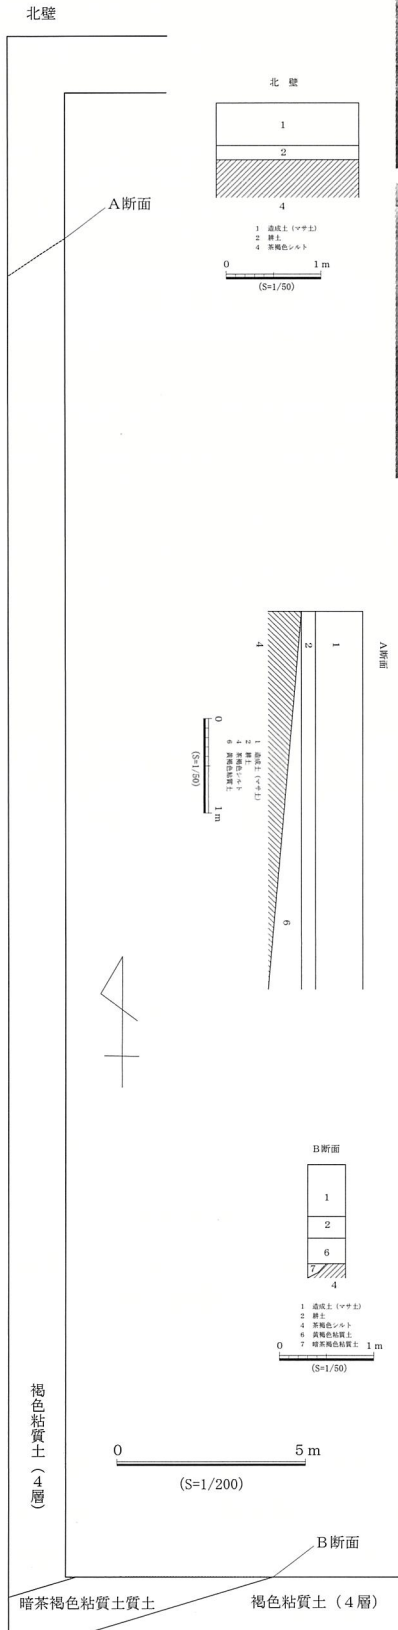 北壁
北 壁
1
2
4
1 造成土 (マサ土)
2 耕土
4 茶褐色シルト
0 1 m
(S=1/50)
A断面
A断面
1
2
4
6
1 造成土 (マサ土)
2 耕土
4 茶褐色シルト
6 黄褐色粘質土
0 1 m
(S=1/50)
B断面
1
2
6
7
4
1 造成土 (マサ土)
2 耕土
4 茶褐色シルト
6 黄褐色粘質土
7 暗茶褐色粘質土
0 1 m
(S=1/50)
褐色粘質土(4層)
0 5 m
(S=1/200)
B断面
暗茶褐色粘質土質土
褐色粘質土(4層)